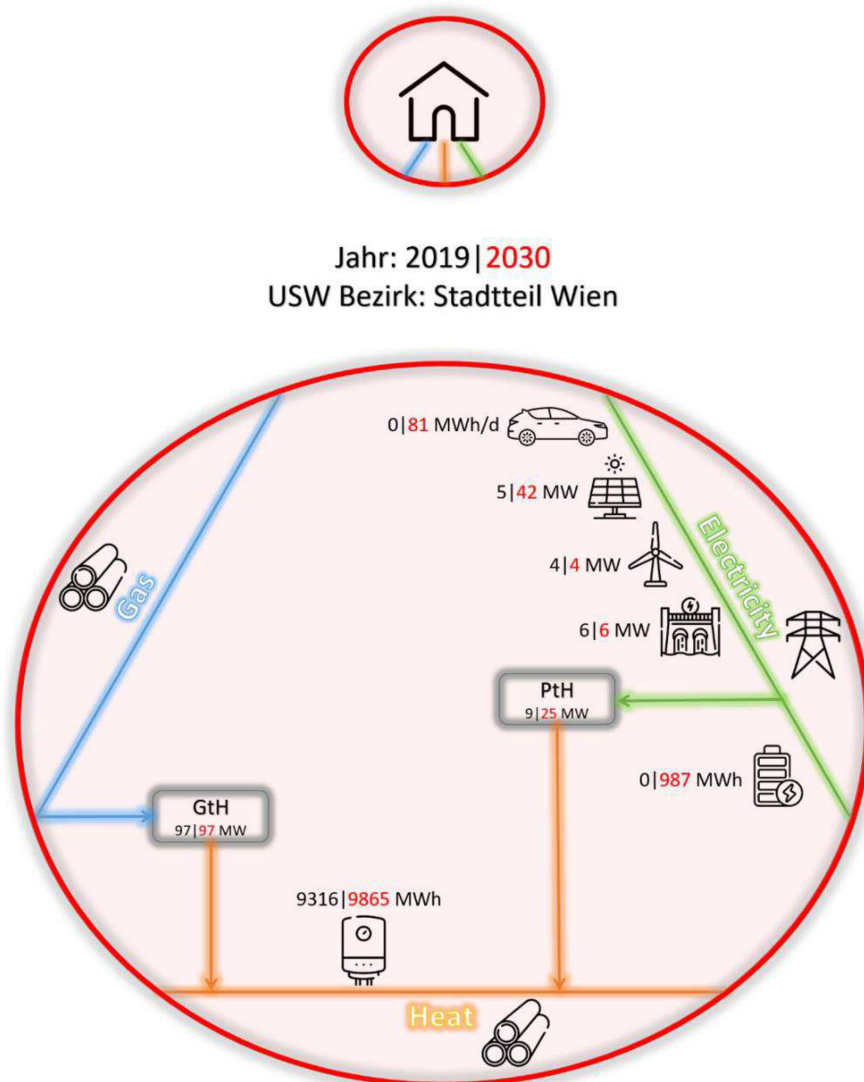 Jahr: 2019|2030
USW Bezirk: Stadtteil Wien
0|81 MWh/d
5|42 MW
4|4 MW
6|6 MW
Gas
Electricity
PtH
9|25 MW
0|987 MWh
GtH
97|97 MW
9316|9865 MWh
Heat